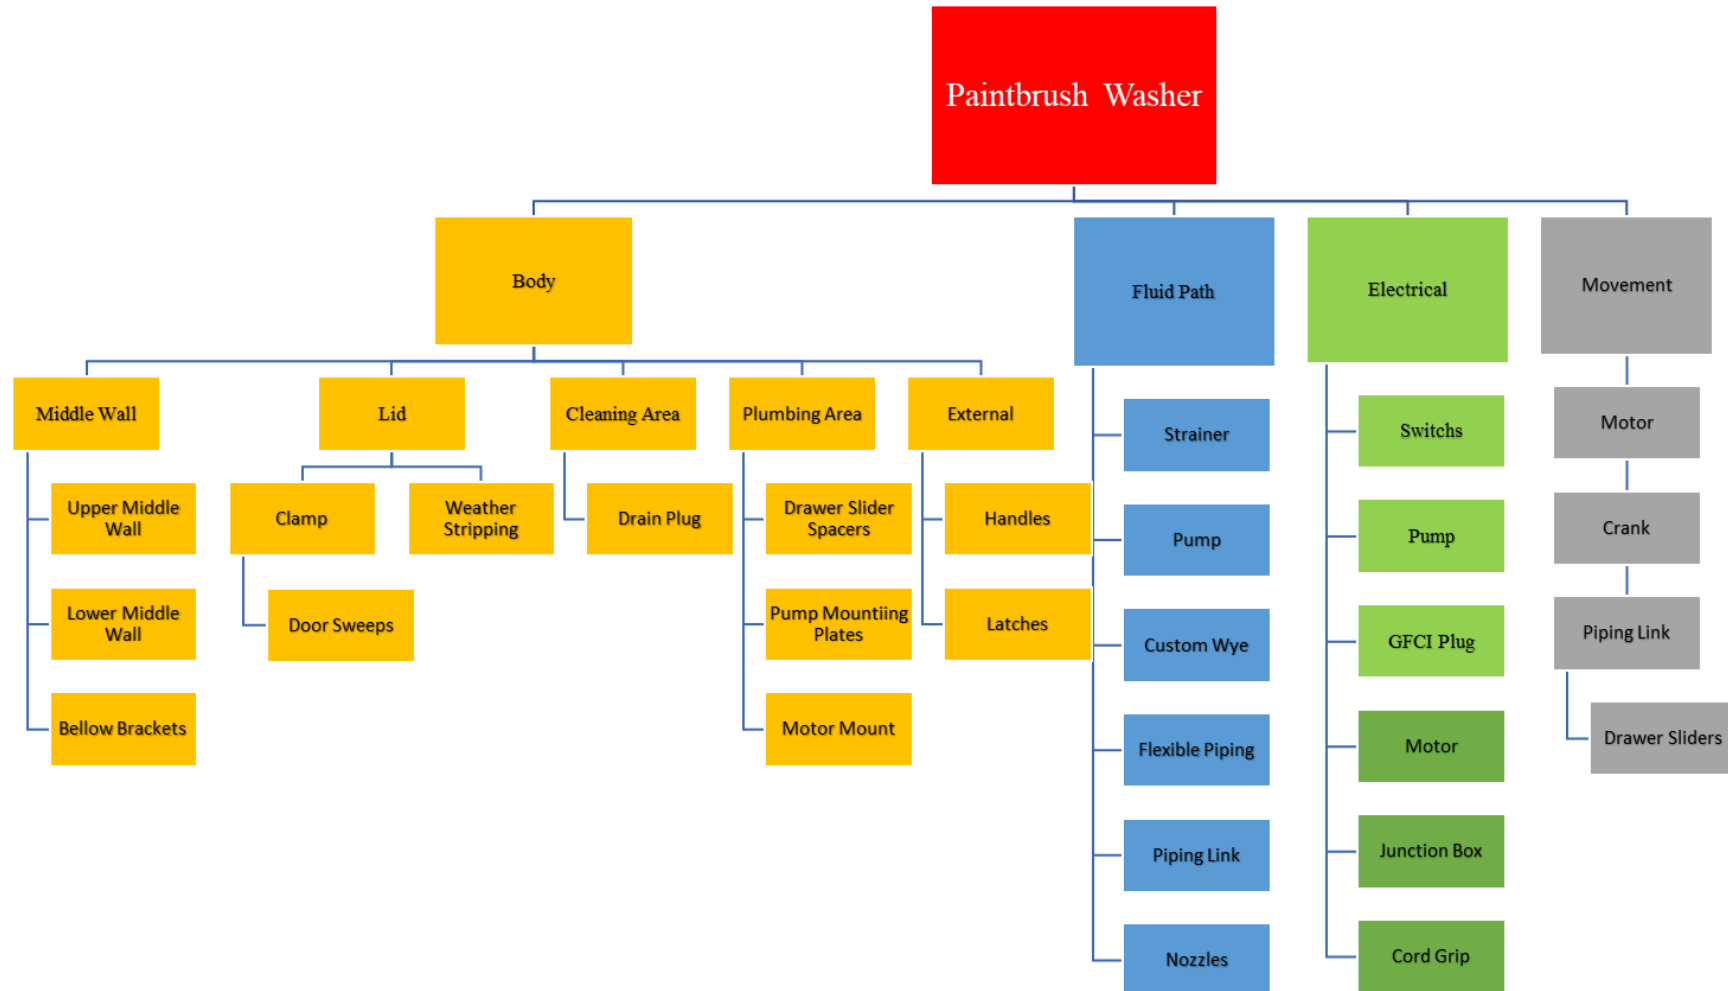 Paintbrush Washer
Body
Fluid Path
Electrical
Movement
Middle Wall
Lid
Cleaning Area
Plumbing Area
External
Upper Middle
Wall
Lower Middle
Wall
Bellow Brackets
Clamp
Door Sweeps
Weather
Stripping
Drain Plug
Drawer Slider
Spacers
Pump Mountiing
Plates
Motor Mount
Handles
Latches
Strainer
Pump
Custom Wye
Flexible Piping
Piping Link
Nozzles
Switchs
Pump
GFCI Plug
Motor
Junction Box
Cord Grip
Motor
Crank
Piping Link
Drawer Sliders